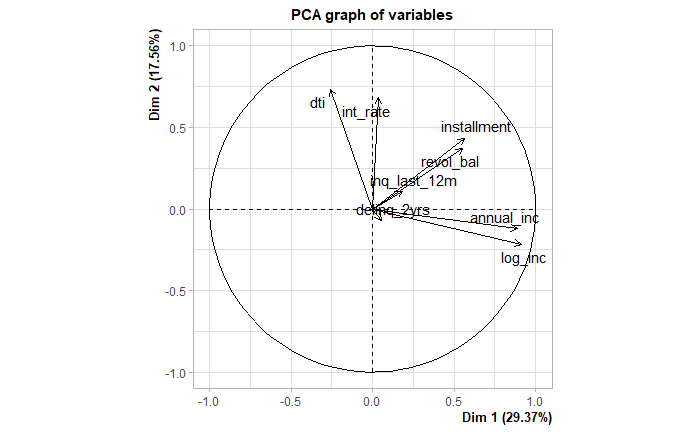 PCA graph of variables
Dim 2 (17.56%)
1.0
0.5
0.0
-0.5
-1.0
dti
int_rate
installment
revol_bal
inq_last_12m
delinq_2yrs
annual_inc
log_inc
-1.0
-0.5
0.0
0.5
1.0
Dim 1 (29.37%)